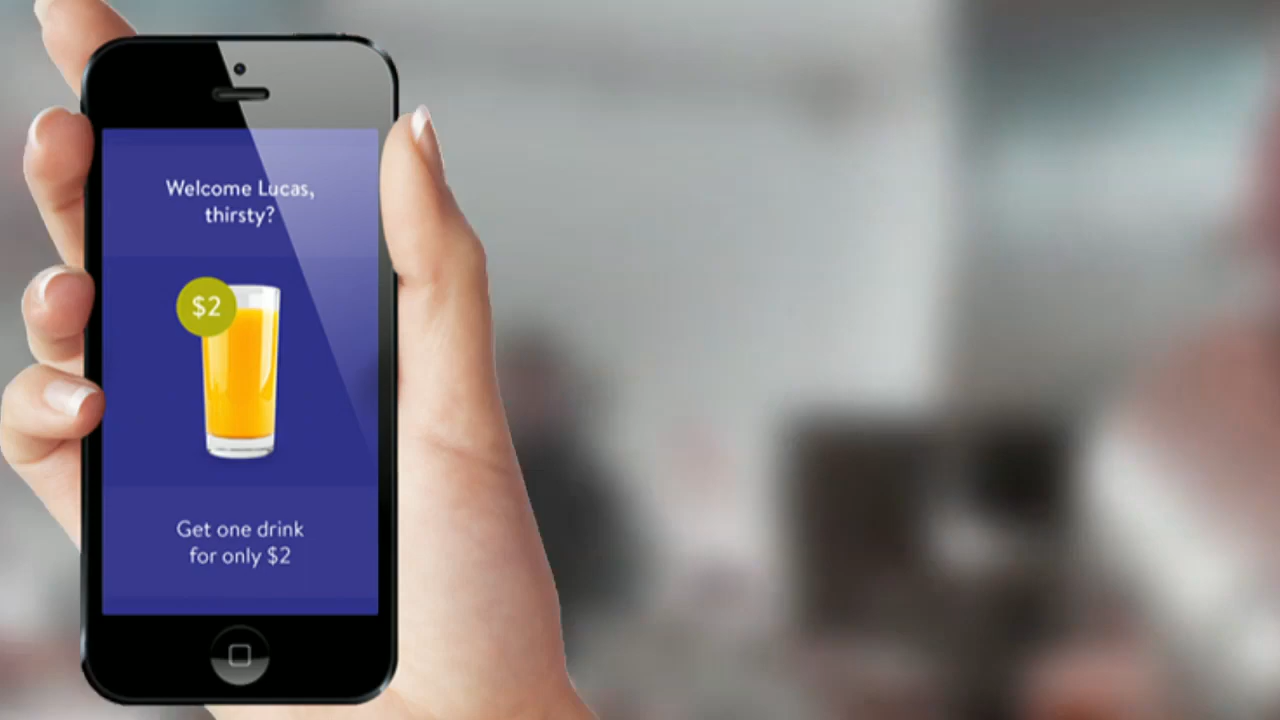 Welcome Lucas,
thirsty?
$2
Get one drink
for only $2